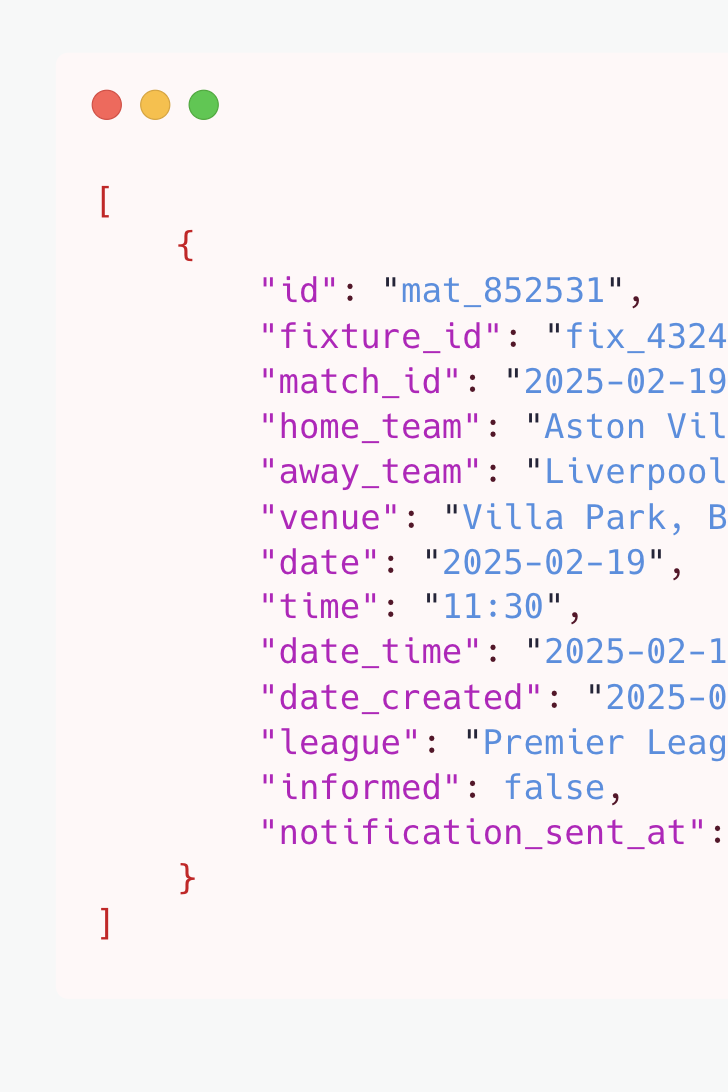 [
{
"id": "mat_852531",
"fixture_id": "fix_4324
"match_id": "2025-02-19
"home_team": "Aston Vil
"away_team": "Liverpool
"venue": "Villa Park, B
"date": "2025-02-19",
"time": "11:30",
"date_time": "2025-02-1
"date_created": "2025-0
"league": "Premier Leag
"informed": false,
"notification_sent_at":
}
]